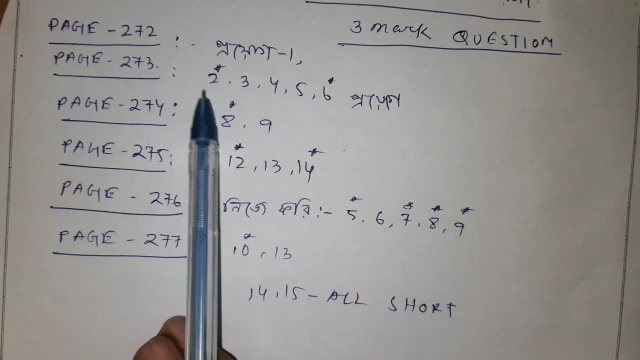 3 mark QUESTION
PAGE - 272 :- প্রয়োগ-1,
PAGE - 273 : 2*, 3, 4, 5, 6* প্রয়োগ
PAGE - 274 : 8*, 9
PAGE - 275 : 12*, 13, 14*
PAGE - 276 নিজে করি :- 5*, 6, 7*, 8*, 9*
PAGE - 277 10*, 13
14, 15 - ALL SHORT